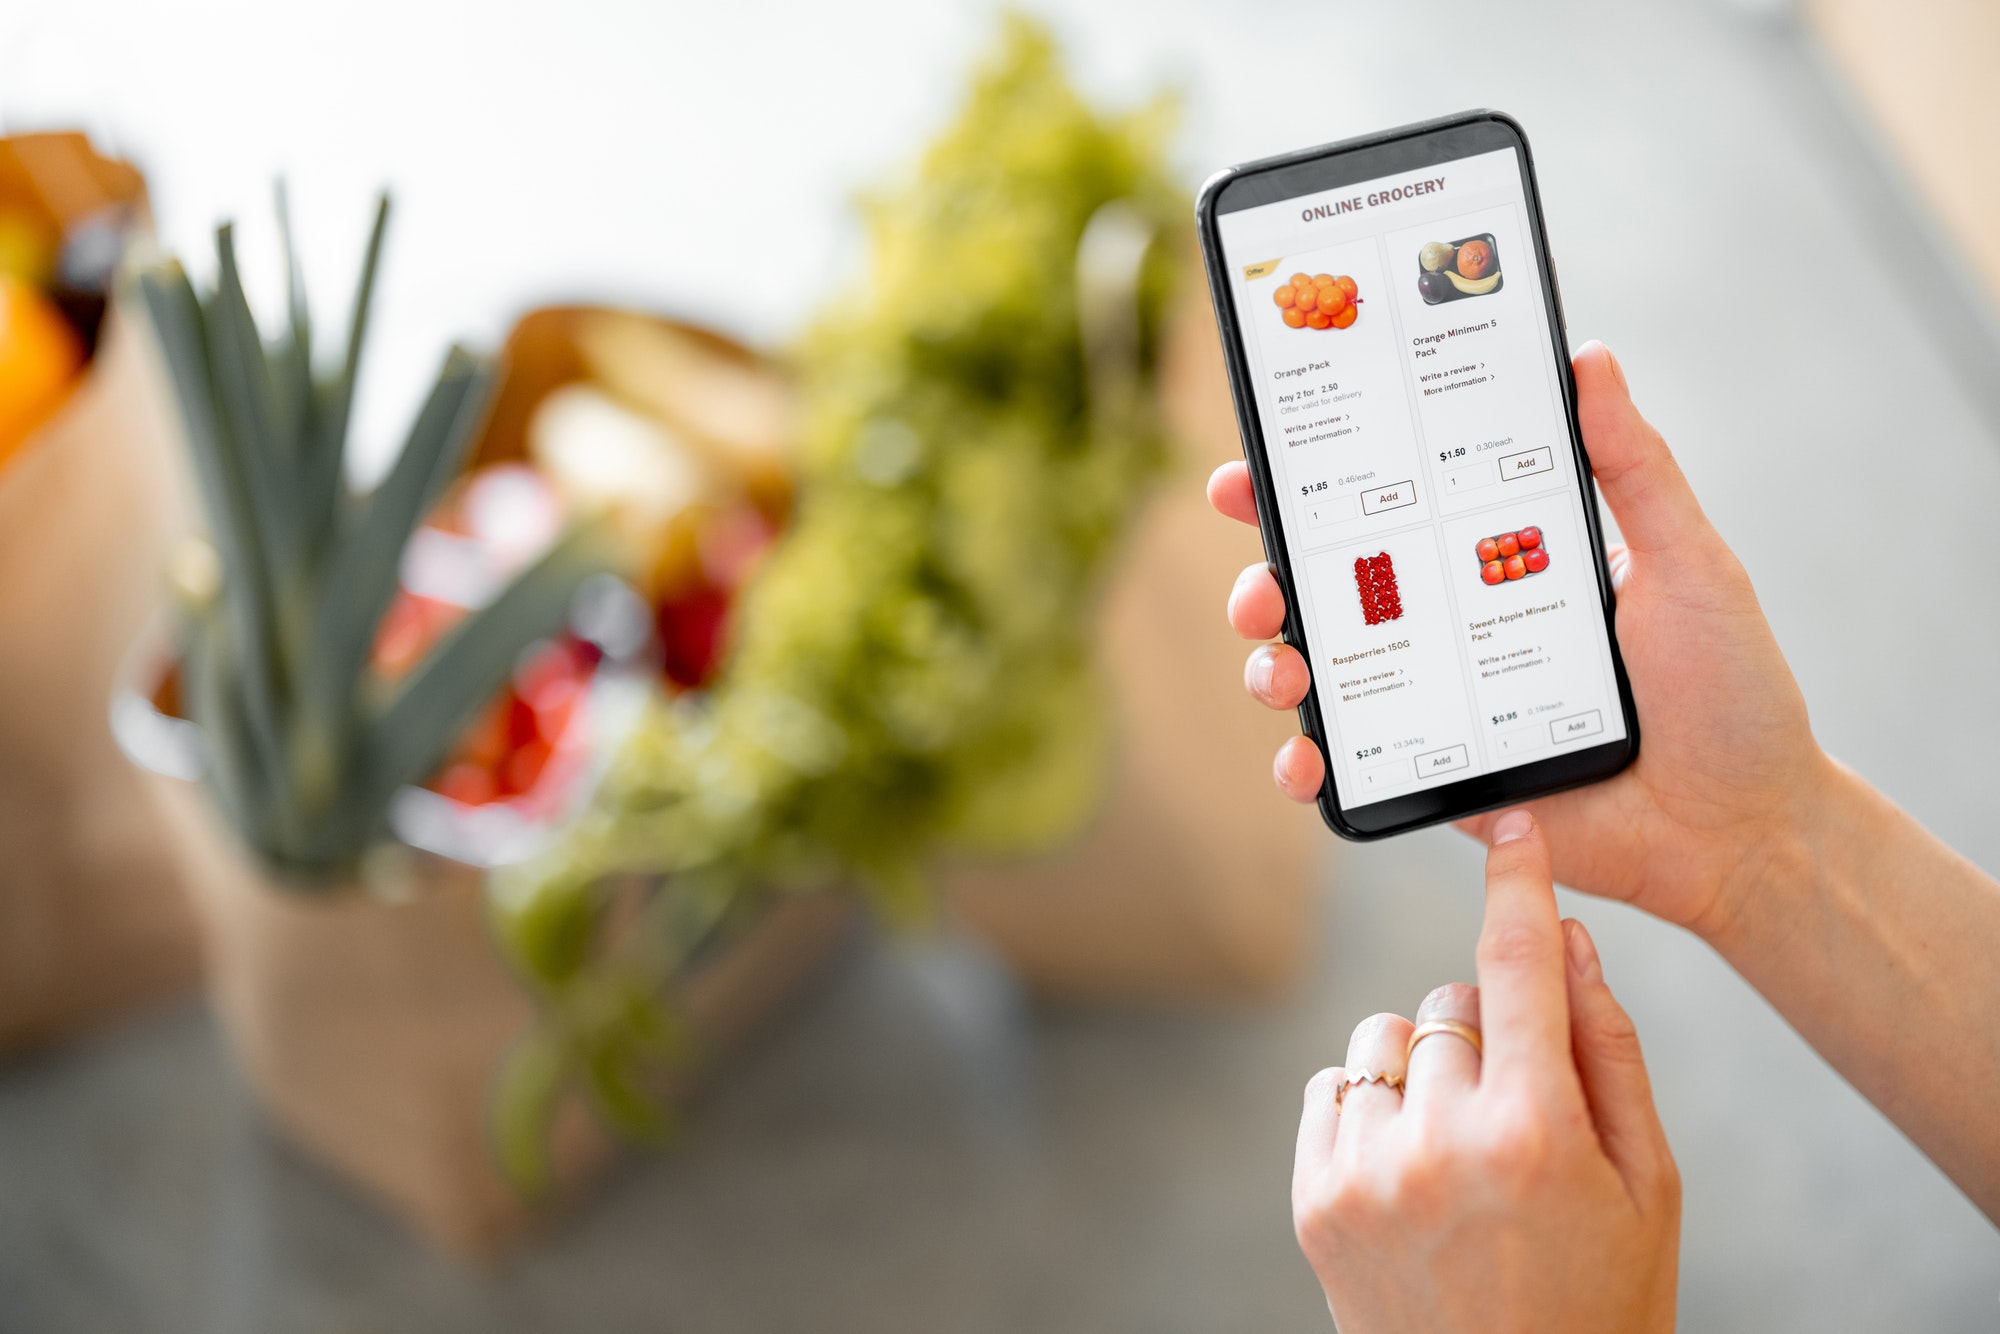 ONLINE GROCERY
Offer
Orange Pack
Any 2 for 2.50
Offer valid for delivery
Write a review >
More information >
$1.85 0.46/each
1 Add
Orange Minimum 5
Pack
Write a review >
More information >
$1.50 0.30/each
1 Add
Raspberries 150G
Write a review >
More information >
$2.00 13.34/kg
1 Add
Sweet Apple Mineral 5
Pack
Write a review >
More information >
$0.95 0.19/each
1 Add